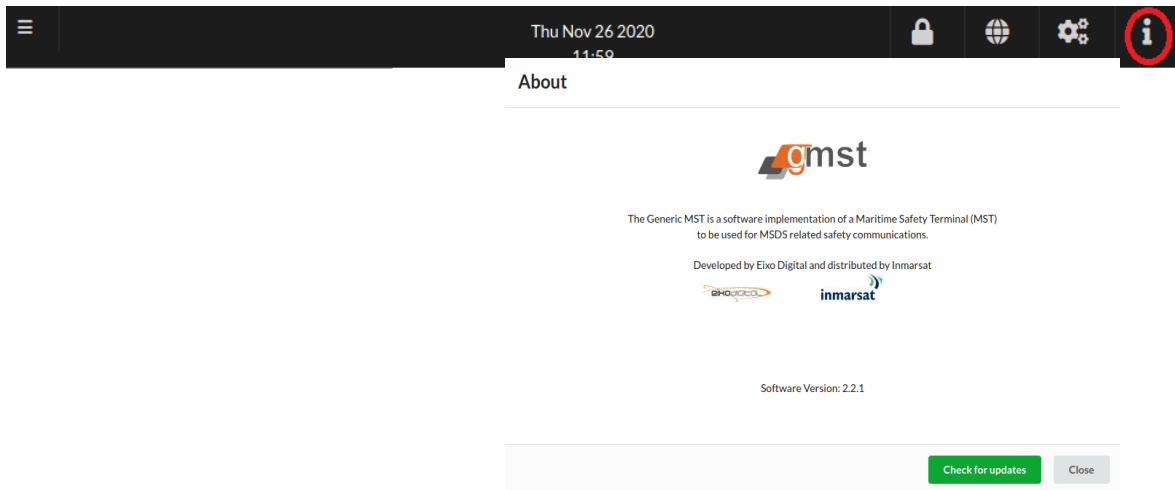 Thu Nov 26 2020
11:59
About
gmst
The Generic MST is a software implementation of a Maritime Safety Terminal (MST)
to be used for MSDS related safety communications.
Developed by Eixo Digital and distributed by Inmarsat
eixodigital inmarsat
Software Version: 2.2.1
Check for updates Close